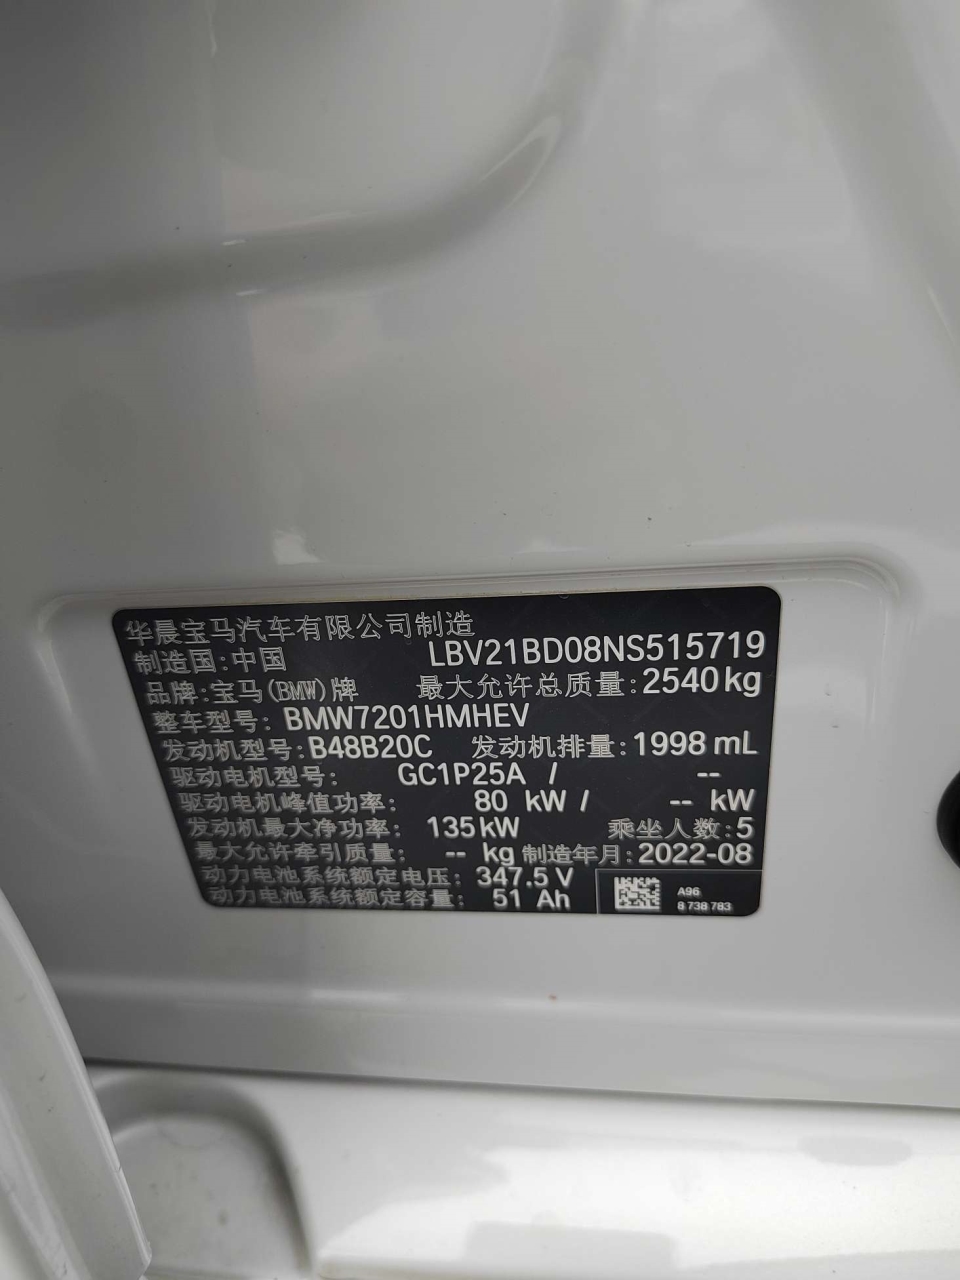 华晨宝马汽车有限公司制造
制造国:中国 LBV21BD08NS515719
品牌:宝马(BMW)牌 最大允许总质量:2540kg
整车型号: BMW7201HMHEV
发动机型号: B48B20C 发动机排量:1998 mL
驱动电机型号: GC1P25A / --
驱动电机峰值功率: 80 kW / -- kW
发动机最大净功率: 135kW 乘坐人数:5
最大允许牵引质量: -- kg 制造年月:2022-08
动力电池系统额定电压: 347.5 V
动力电池系统额定容量: 51 Ah
A96
8 738 783